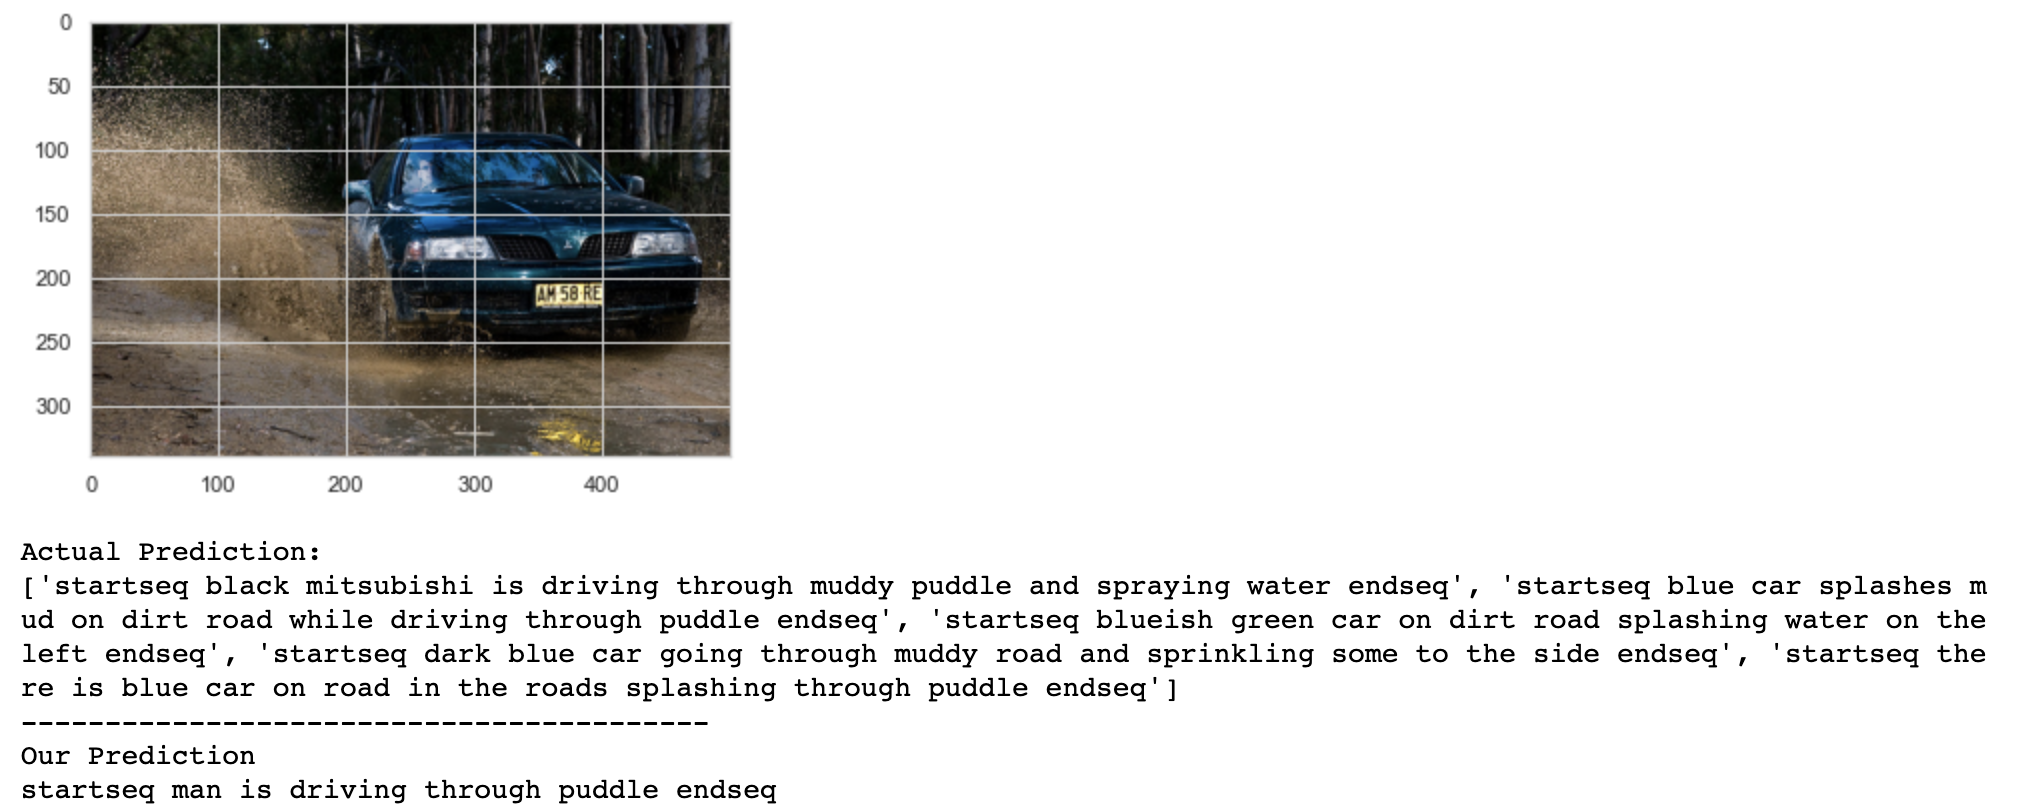 0
50
100
150
200
250
300
AM 58 RE
0 100 200 300 400
Actual Prediction:
['startseq black mitsubishi is driving through muddy puddle and spraying water endseq', 'startseq blue car splashes m
ud on dirt road while driving through puddle endseq', 'startseq blueish green car on dirt road splashing water on the
left endseq', 'startseq dark blue car going through muddy road and sprinkling some to the side endseq', 'startseq the
re is blue car on road in the roads splashing through puddle endseq']
-----------------------------------------
Our Prediction
startseq man is driving through puddle endseq